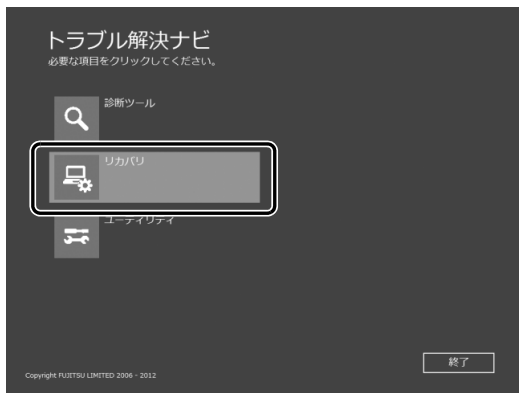 トラブル解決ナビ
必要な項目をクリックしてください。
診断ツール
リカバリ
ユーティリティ
終了
Copyright FUJITSU LIMITED 2006 - 2012